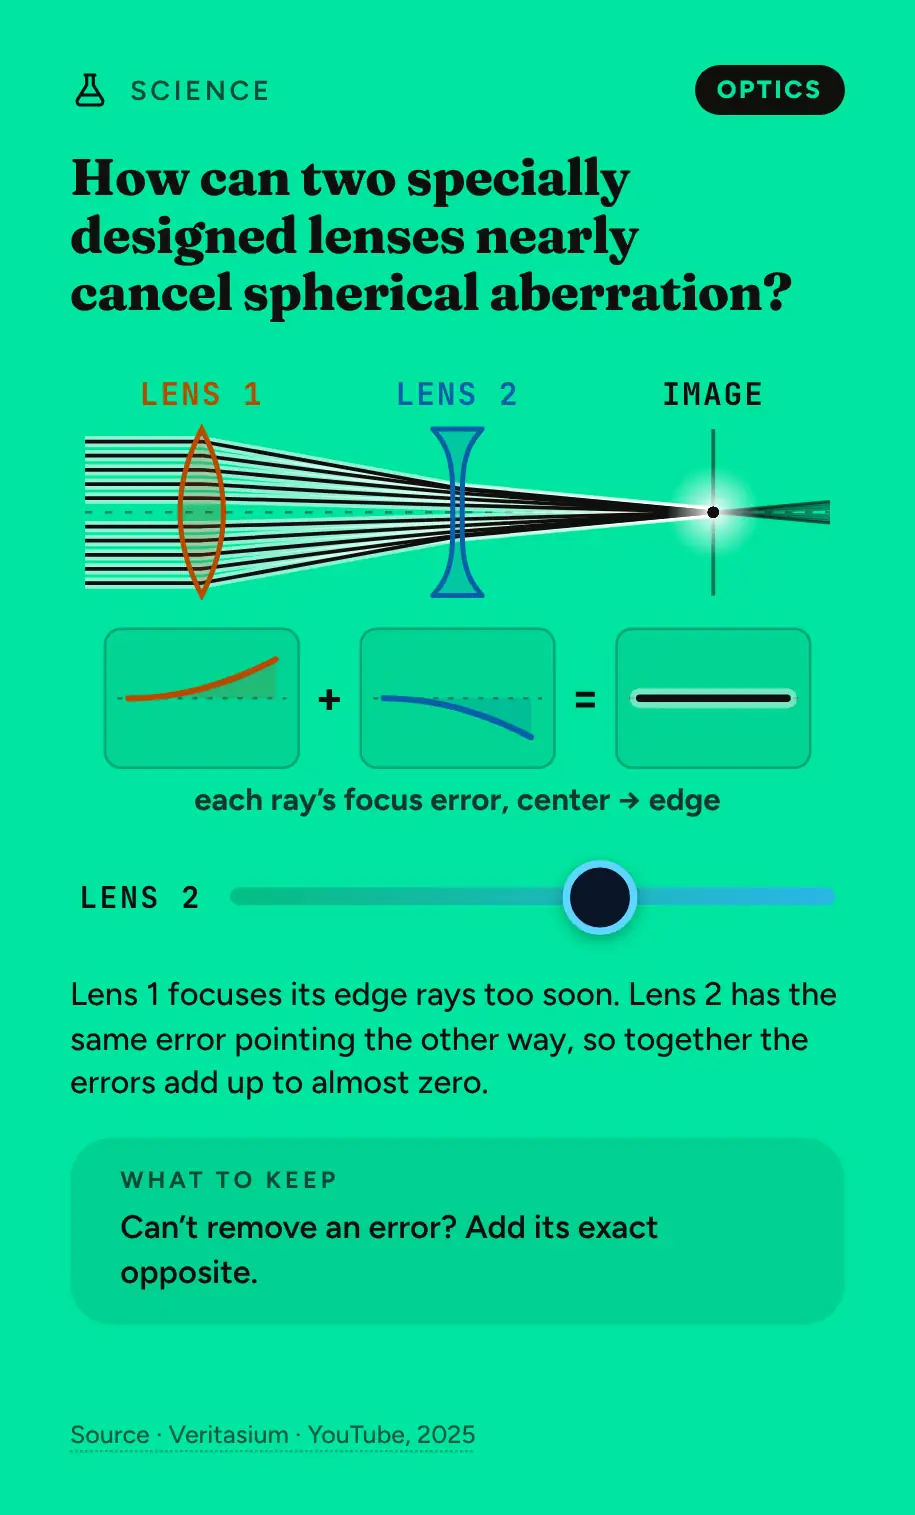 SCIENCE
OPTICS
How can two specially
designed lenses nearly
cancel spherical aberration?
LENS 1
LENS 2
IMAGE
+
=
each ray’s focus error, center → edge
LENS 2
Lens 1 focuses its edge rays too soon. Lens 2 has the
same error pointing the other way, so together the
errors add up to almost zero.
WHAT TO KEEP
Can’t remove an error? Add its exact
opposite.
Source · Veritasium · YouTube, 2025